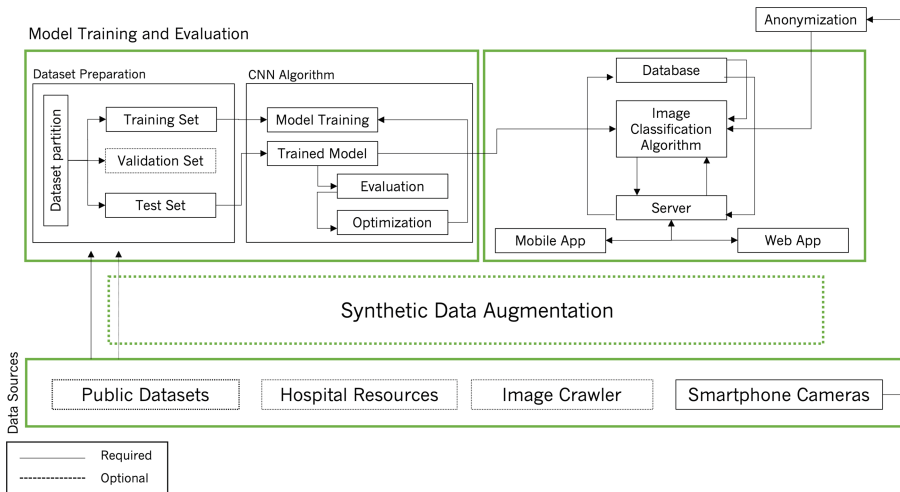 Anonymization
Model Training and Evaluation
Dataset Preparation
CNN Algorithm
Dataset partition
Training Set
Validation Set
Test Set
Model Training
Trained Model
Evaluation
Optimization
Database
Image
Classification
Algorithm
Server
Mobile App
Web App
Synthetic Data Augmentation
Data Sources
Public Datasets
Hospital Resources
Image Crawler
Smartphone Cameras
Required
Optional